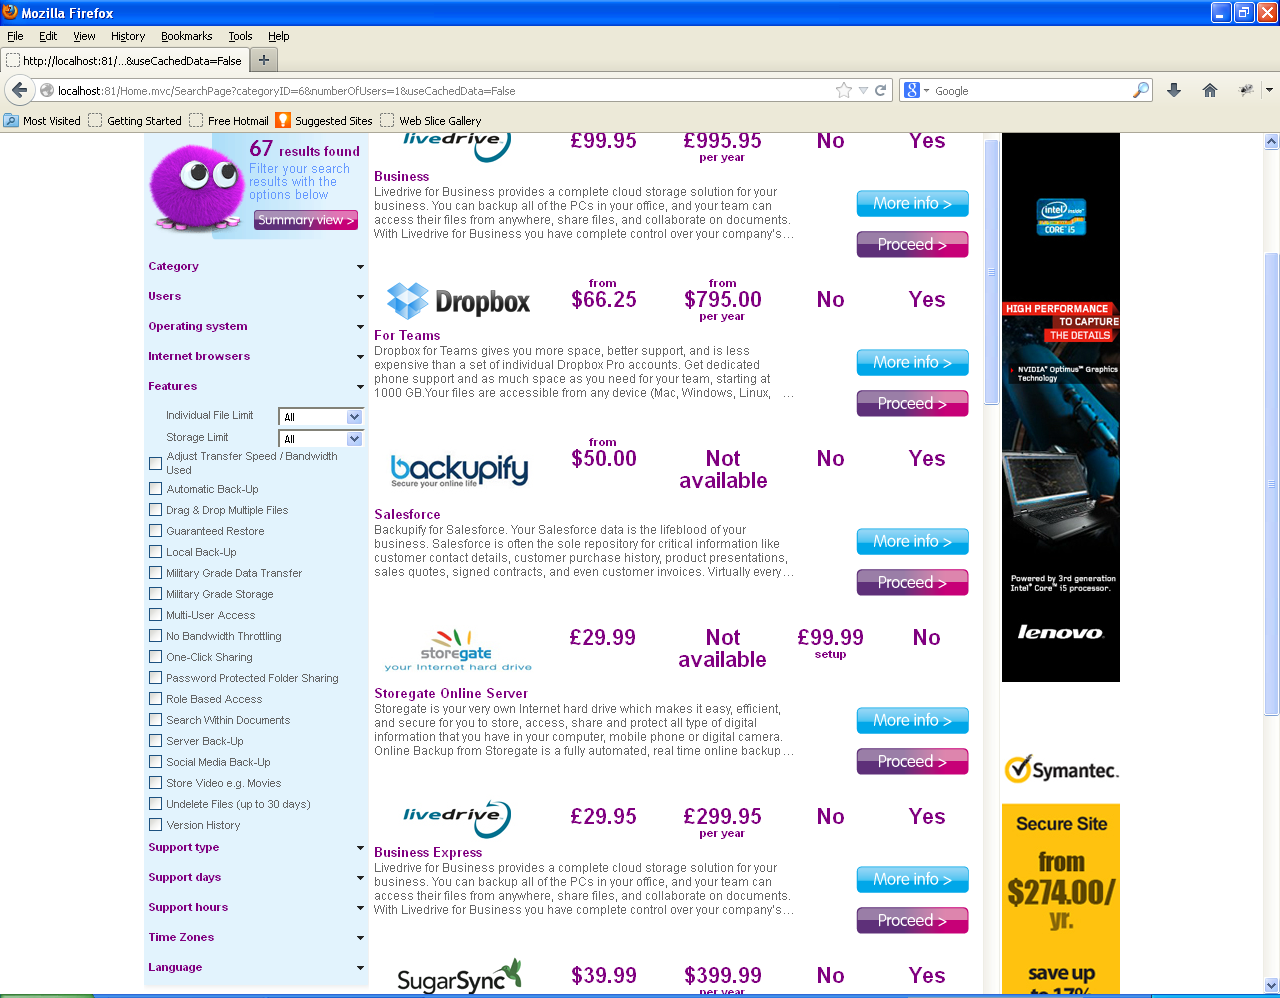 Mozilla Firefox
File Edit View History Bookmarks Tools Help
http://localhost:81/...&useCachedData=False
localhost:81/Home.mvc/SearchPage?categoryID=6&numberOfUsers=1&useCachedData=False
Google
Most Visited Getting Started Free Hotmail Suggested Sites Web Slice Gallery
67 results found
Filter your search
results with the
options below
Summary view >
Category
Users
Operating system
Internet browsers
Features
Individual File Limit All
Storage Limit All
Adjust Transfer Speed / Bandwidth
Used
Automatic Back-Up
Drag & Drop Multiple Files
Guaranteed Restore
Local Back-Up
Military Grade Data Transfer
Military Grade Storage
Multi-User Access
No Bandwidth Throttling
One-Click Sharing
Password Protected Folder Sharing
Role Based Access
Search Within Documents
Server Back-Up
Social Media Back-Up
Store Video e.g. Movies
Undelete Files (up to 30 days)
Version History
Support type
Support days
Support hours
Time Zones
Language
livedrive £99.95 £995.95 No Yes
per year
Business
Livedrive for Business provides a complete cloud storage solution for your
business. You can backup all of the PCs in your office, and your team can
access their files from anywhere, share files, and collaborate on documents.
With Livedrive for Business you have complete control over your company's...
More info >
Proceed >
from from
Dropbox $66.25 $795.00 No Yes
per year
For Teams
Dropbox for Teams gives you more space, better support, and is less
expensive than a set of individual Dropbox Pro accounts. Get dedicated
phone support and as much space as you need for your team, starting at
1000 GB.Your files are accessible from any device (Mac, Windows, Linux, ...
More info >
Proceed >
from
backupify $50.00 Not available No Yes
Secure your online life
Salesforce
Backupify for Salesforce. Your Salesforce data is the lifeblood of your
business. Salesforce is often the sole repository for critical information like
customer contact details, customer purchase history, product presentations,
sales quotes, signed contracts, and even customer invoices. Virtually every...
More info >
Proceed >
storegate £29.99 Not available £99.99 No
setup
your Internet hard drive
Storegate Online Server
Storegate is your very own Internet hard drive which makes it easy, efficient,
and secure for you to store, access, share and protect all type of digital
information that you have in your computer, mobile phone or digital camera.
Online Backup from Storegate is a fully automated, real time online backup...
More info >
Proceed >
livedrive £29.95 £299.95 No Yes
per year
Business Express
Livedrive for Business provides a complete cloud storage solution for your
business. You can backup all of the PCs in your office, and your team can
access their files from anywhere, share files, and collaborate on documents.
With Livedrive for Business you have complete control over your company's...
More info >
Proceed >
SugarSync $39.99 $399.99 No Yes
per year
intel inside
CORE i5
HIGH PERFORMANCE
TO CAPTURE
THE DETAILS
NVIDIA® Optimus™ Graphics
Technology
Powered by 3rd generation
Intel® Core™ i5 processor.
lenovo
Symantec.
Secure Site
from
$274.00/
yr.
save up
to 17%